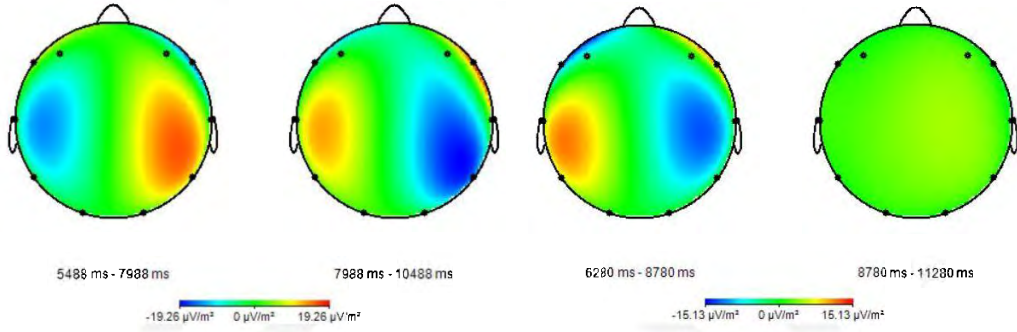 5488 ms - 7988 ms 7988 ms - 10488 ms 6280 ms - 8780 ms 8780 ms - 11280 ms
-19.26 µV/m² 0 µV/m² 19.26 µV/m² -15.13 µV/m² 0 µV/m² 15.13 µV/m²